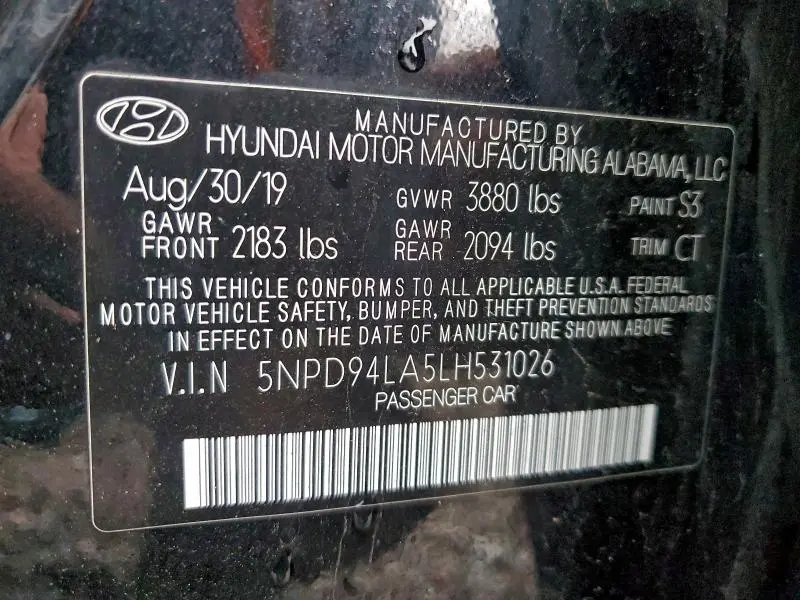 MANUFACTURED BY
HYUNDAI MOTOR MANUFACTURING ALABAMA, LLC
Aug/30/19 GVWR 3880 lbs PAINT S3
GAWR FRONT 2183 lbs GAWR REAR 2094 lbs TRIM CT
THIS VEHICLE CONFORMS TO ALL APPLICABLE U.S.A. FEDERAL
MOTOR VEHICLE SAFETY, BUMPER, AND THEFT PREVENTION STANDARDS
IN EFFECT ON THE DATE OF MANUFACTURE SHOWN ABOVE
V.I.N 5NPD94LA5LH531026
PASSENGER CAR